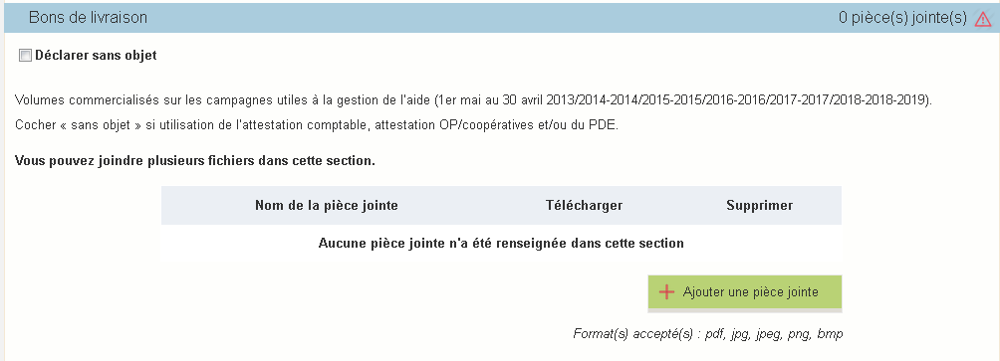 Bons de livraison 0 pièce(s) jointe(s)
Déclarer sans objet
Volumes commercialisés sur les campagnes utiles à la gestion de l'aide (1er mai au 30 avril 2013/2014-2014/2015-2015/2016-2016/2017-2017/2018-2018-2019).
Cocher « sans objet » si utilisation de l'attestation comptable, attestation OP/coopératives et/ou du PDE.
Vous pouvez joindre plusieurs fichiers dans cette section.
Nom de la pièce jointe Télécharger Supprimer
Aucune pièce jointe n'a été renseignée dans cette section
Ajouter une pièce jointe
Format(s) accepté(s) : pdf, jpg, jpeg, png, bmp